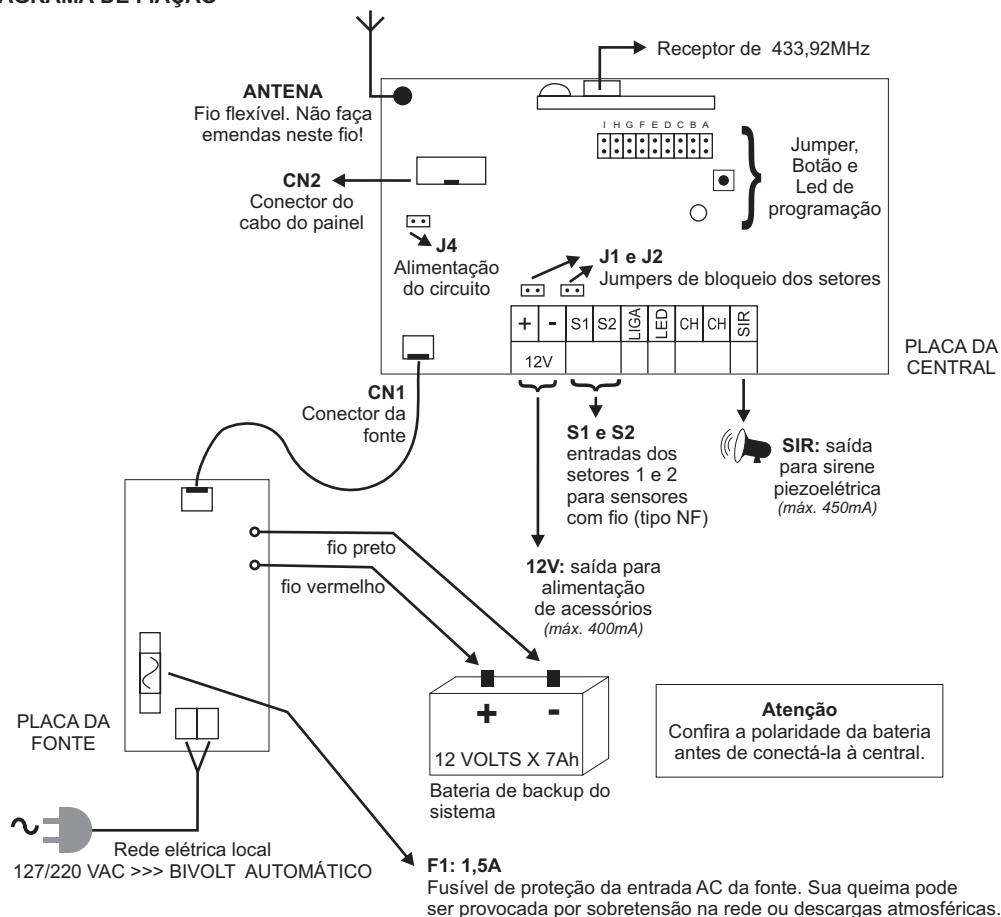 DIAGRAMA DE FIAÇÃO
Receptor de 433,92MHz
ANTENA
Fio flexível. Não faça
emendas neste fio!
I H G F E D C B A
Jumper,
Botão e
Led de
programação
CN2
Conector do
cabo do painel
J4
Alimentação
do circuito
J1 e J2
Jumpers de bloqueio dos setores
+ - S1 S2 LIGA LED CH CH SIR
12V
PLACA DA
CENTRAL
CN1
Conector da
fonte
S1 e S2
entradas dos
setores 1 e 2
para sensores
com fio (tipo NF)
SIR: saída
para sirene
piezoelétrica
(máx. 450mA)
fio preto
fio vermelho
12V: saída para
alimentação
de acessórios
(máx. 400mA)
PLACA DA
FONTE
+ -
12 VOLTS X 7Ah
Bateria de backup do
sistema
Atenção
Confira a polaridade da bateria
antes de conectá-la à central.
Rede elétrica local
127/220 VAC >>> BIVOLT AUTOMÁTICO
F1: 1,5A
Fusível de proteção da entrada AC da fonte. Sua queima pode
ser provocada por sobretensão na rede ou descargas atmosféricas.